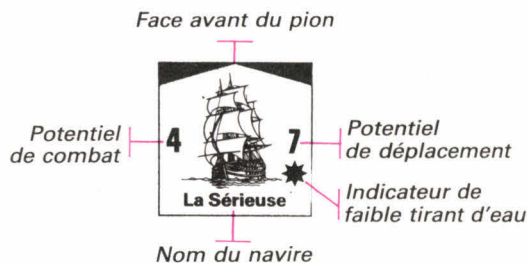 Face avant du pion
Potentiel
de combat
4
7
Potentiel
de déplacement
Indicateur de
faible tirant d'eau
La Sérieuse
Nom du navire